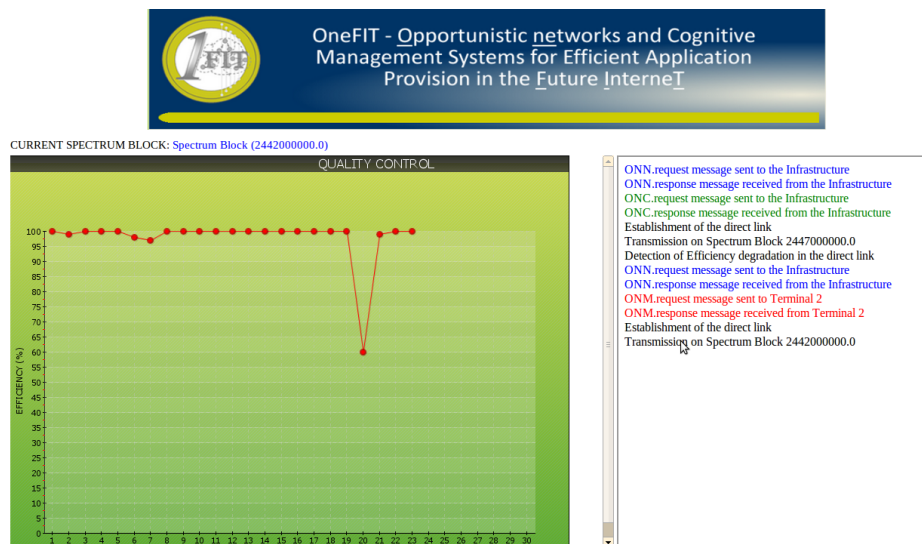 1FIT
OneFIT - Opportunistic networks and Cognitive
Management Systems for Efficient Application
Provision in the Future InterneT
CURRENT SPECTRUM BLOCK: Spectrum Block (2442000000.0)
QUALITY CONTROL
EFFICIENCY (%)
100
95
90
85
80
75
70
65
60
55
50
45
40
35
30
25
20
15
10
5
0
1 2 3 4 5 6 7 8 9 10 11 12 13 14 15 16 17 18 19 20 21 22 23 24 25 26 27 28 29 30
ONN.request message sent to the Infrastructure
ONN.response message received from the Infrastructure
ONC.request message sent to the Infrastructure
ONC.response message received from the Infrastructure
Establishment of the direct link
Transmission on Spectrum Block 2447000000.0
Detection of Efficiency degradation in the direct link
ONN.request message sent to the Infrastructure
ONN.response message received from the Infrastructure
ONM.request message sent to Terminal 2
ONM.response message received from Terminal 2
Establishment of the direct link
Transmission on Spectrum Block 2442000000.0